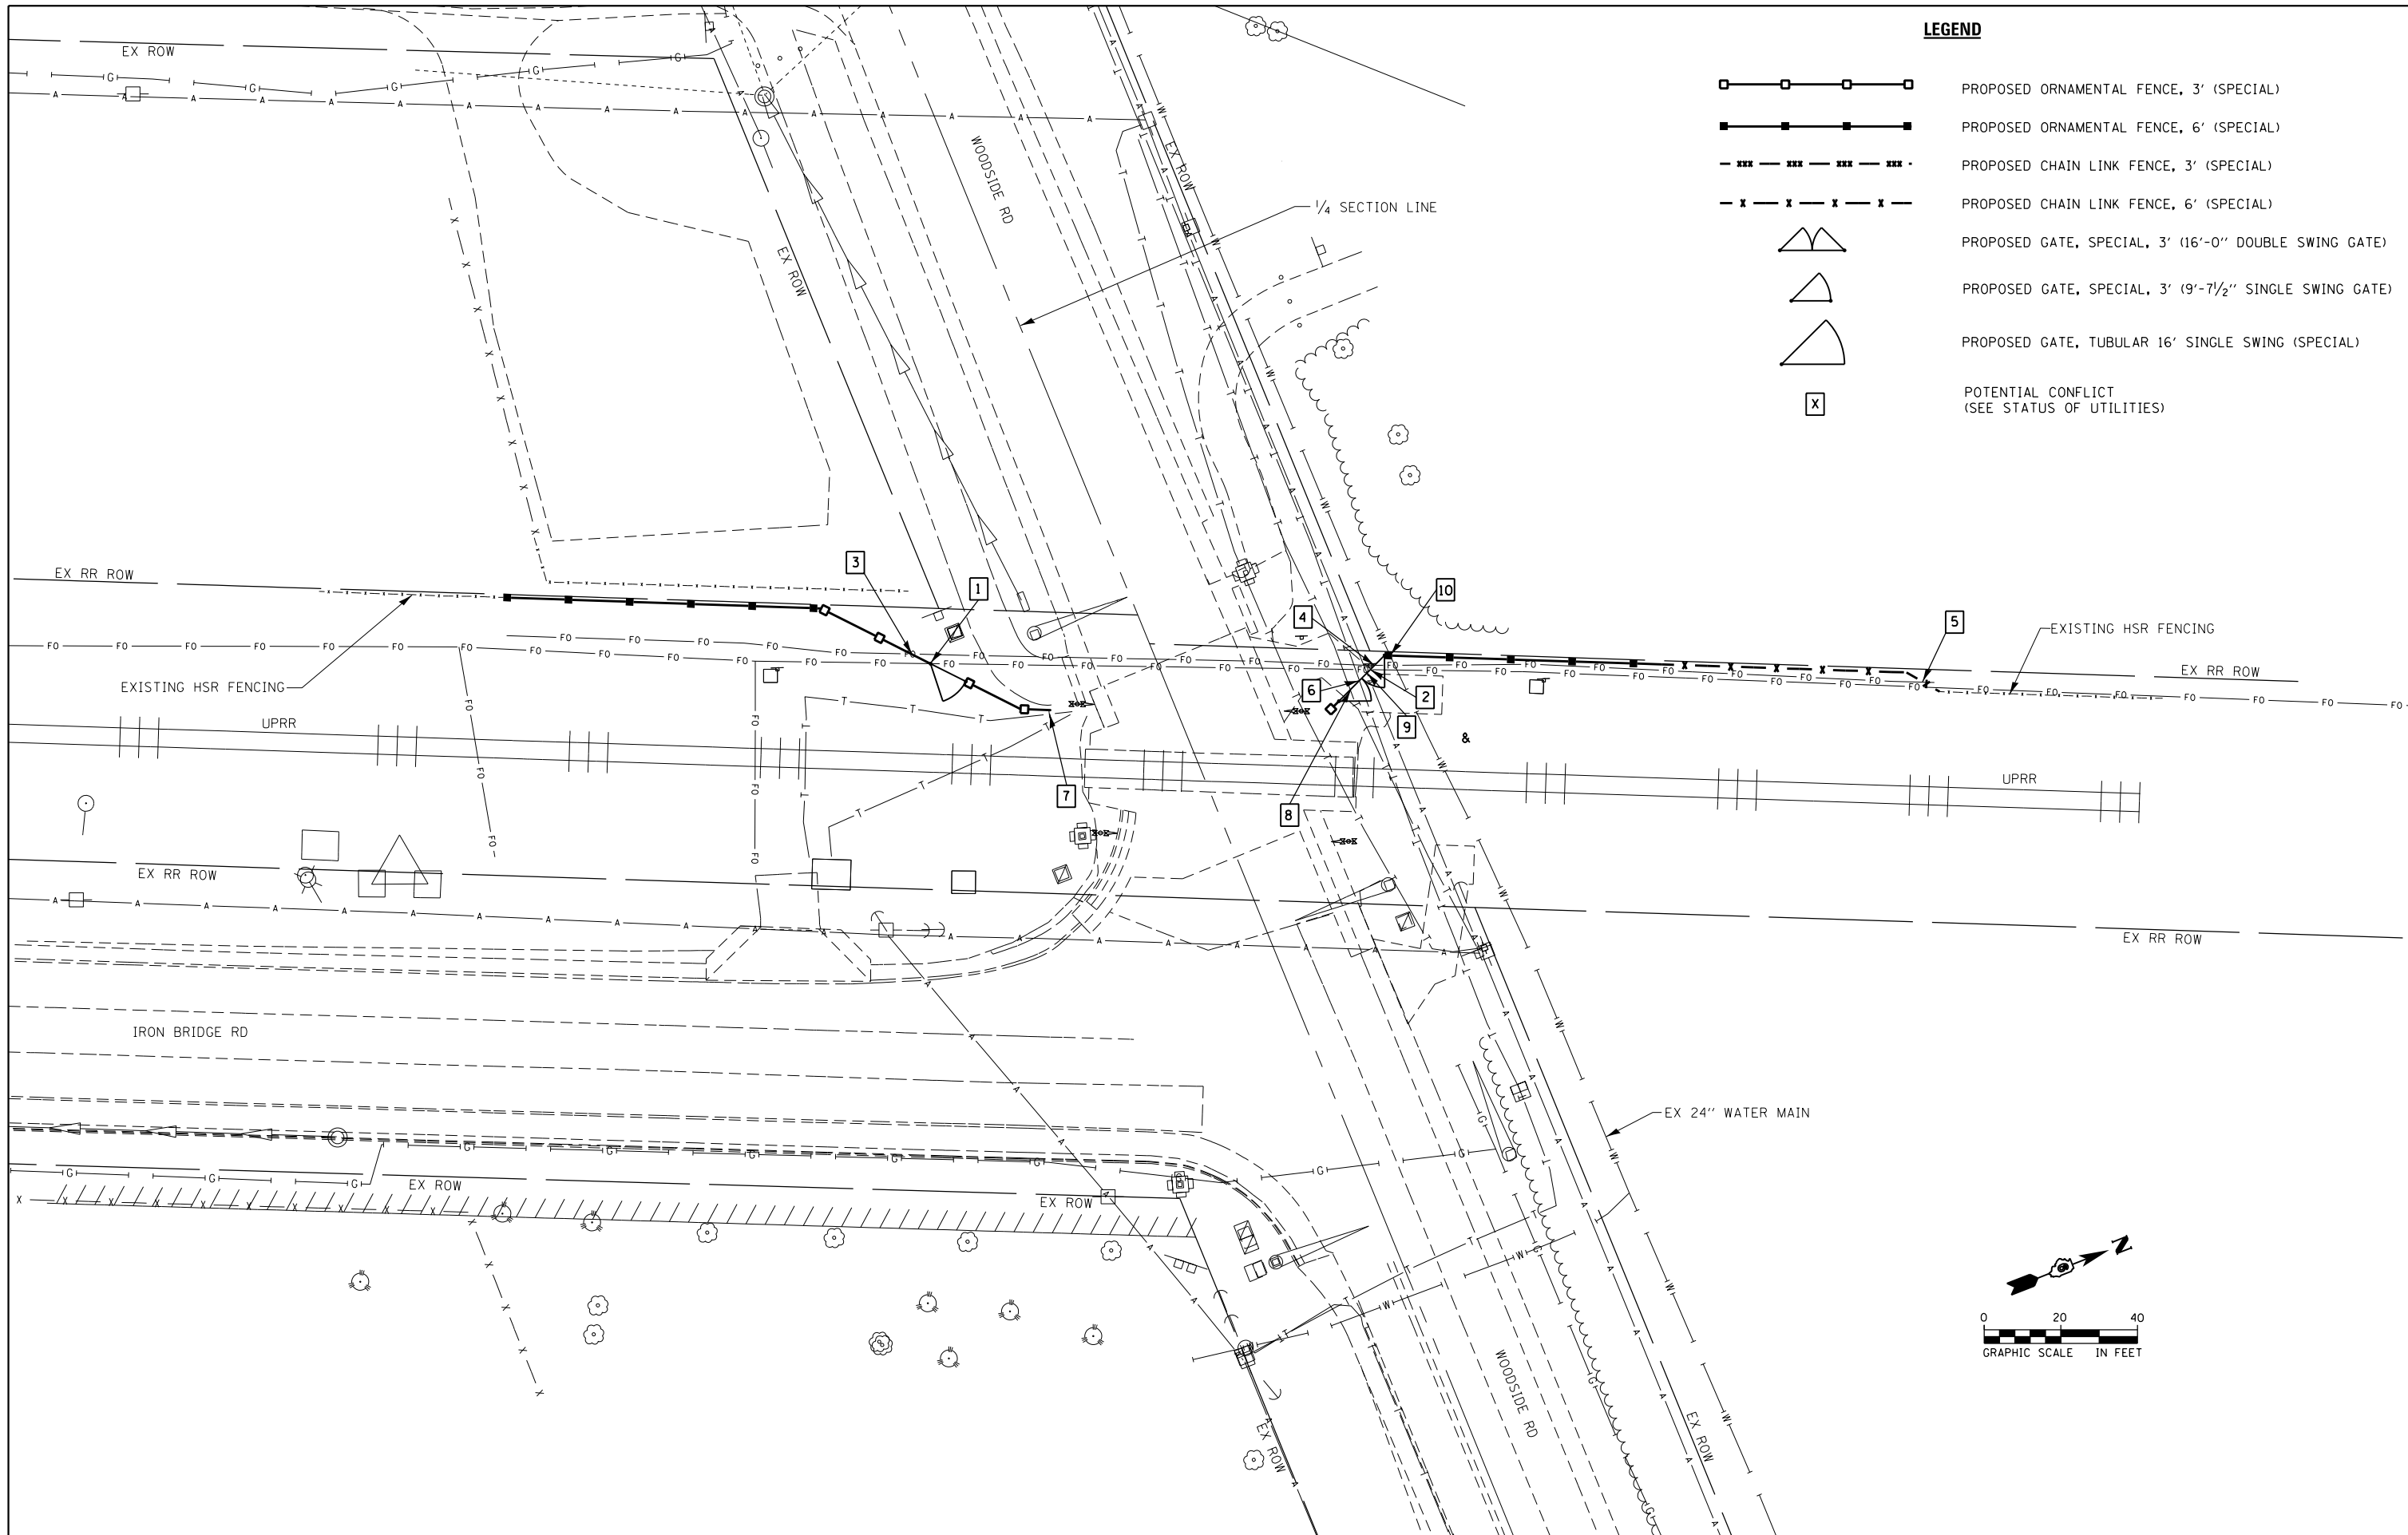 LEGEND
PROPOSED ORNAMENTAL FENCE, 3' (SPECIAL)
PROPOSED ORNAMENTAL FENCE, 6' (SPECIAL)
PROPOSED CHAIN LINK FENCE, 3' (SPECIAL)
PROPOSED CHAIN LINK FENCE, 6' (SPECIAL)
PROPOSED GATE, SPECIAL, 3' (16'-0'' DOUBLE SWING GATE)
PROPOSED GATE, SPECIAL, 3' (9'-7 1/2'' SINGLE SWING GATE)
PROPOSED GATE, TUBULAR 16' SINGLE SWING (SPECIAL)
X
POTENTIAL CONFLICT
(SEE STATUS OF UTILITIES)
EX ROW
WOODSIDE RD
EX ROW
1/4 SECTION LINE
EX ROW
3
1
10
4
5
EX RR ROW
EXISTING HSR FENCING
EXISTING HSR FENCING
EX RR ROW
6
2
9
&
UPRR
UPRR
7
8
EX RR ROW
EX RR ROW
IRON BRIDGE RD
EX 24'' WATER MAIN
EX ROW
EX ROW
WOODSIDE RD
EX ROW
EX ROW
N
0 20 40
GRAPHIC SCALE IN FEET